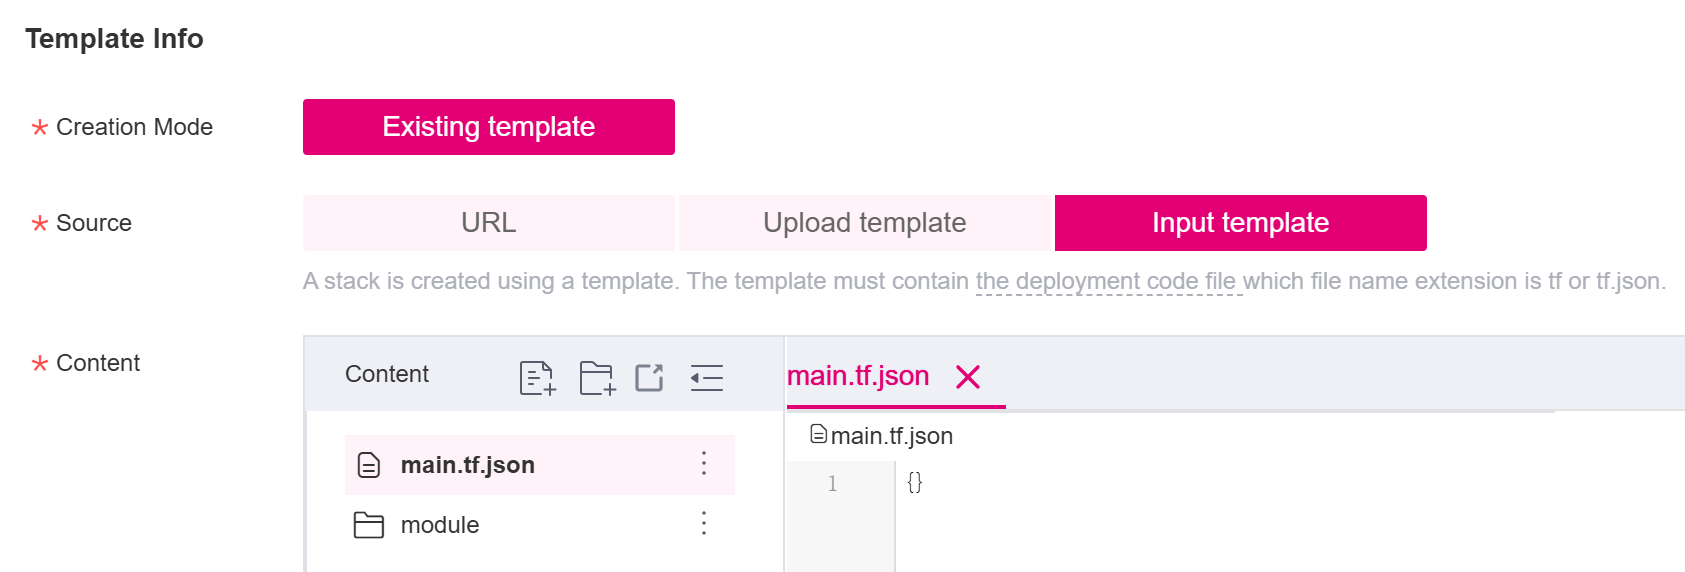 Template Info
* Creation Mode
Existing template
* Source
URL
Upload template
Input template
A stack is created using a template. The template must contain the deployment code file which file name extension is tf or tf.json.
* Content
Content
main.tf.json
main.tf.json
main.tf.json
1 {}
module